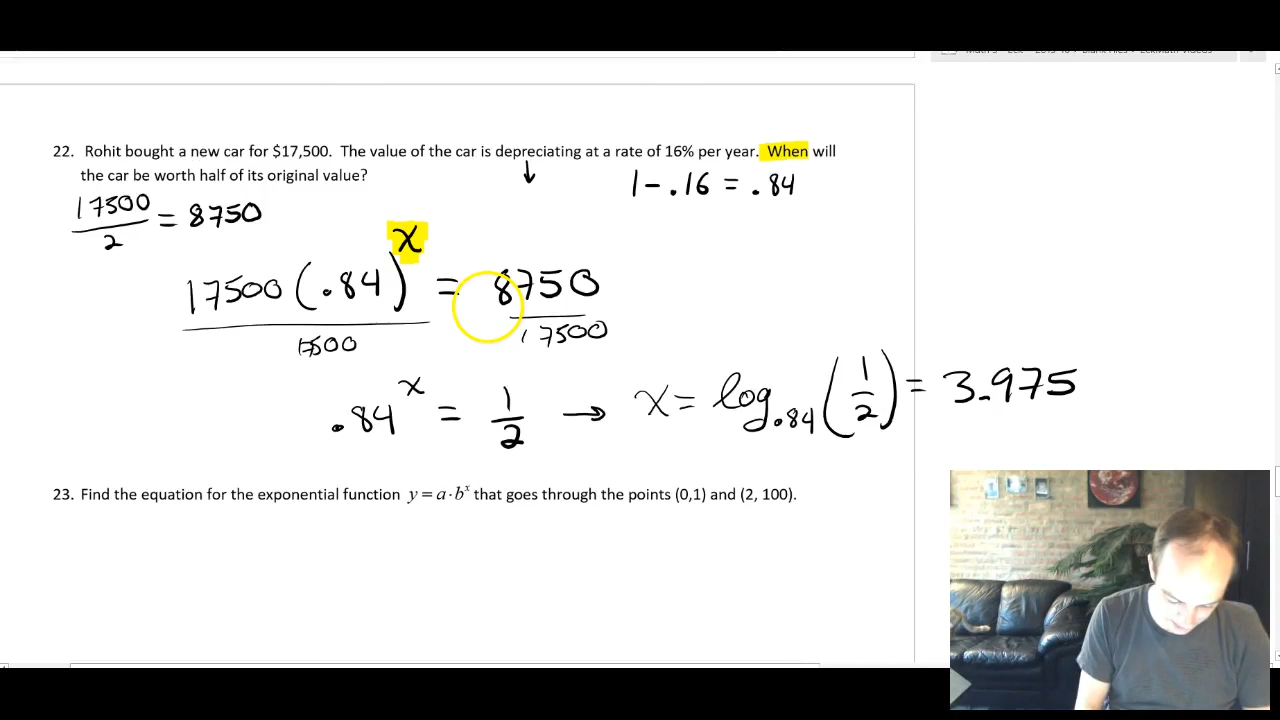 22. Rohit bought a new car for $17,500. The value of the car is depreciating at a rate of 16% per year. When will
the car be worth half of its original value?
1 - .16 = .84
17500/2 = 8750
17500(.84)^x = 8750
17500 17500
.84^x = 1/2 → x = log_.84 (1/2) = 3.975
23. Find the equation for the exponential function y = a · b^x that goes through the points (0,1) and (2, 100).